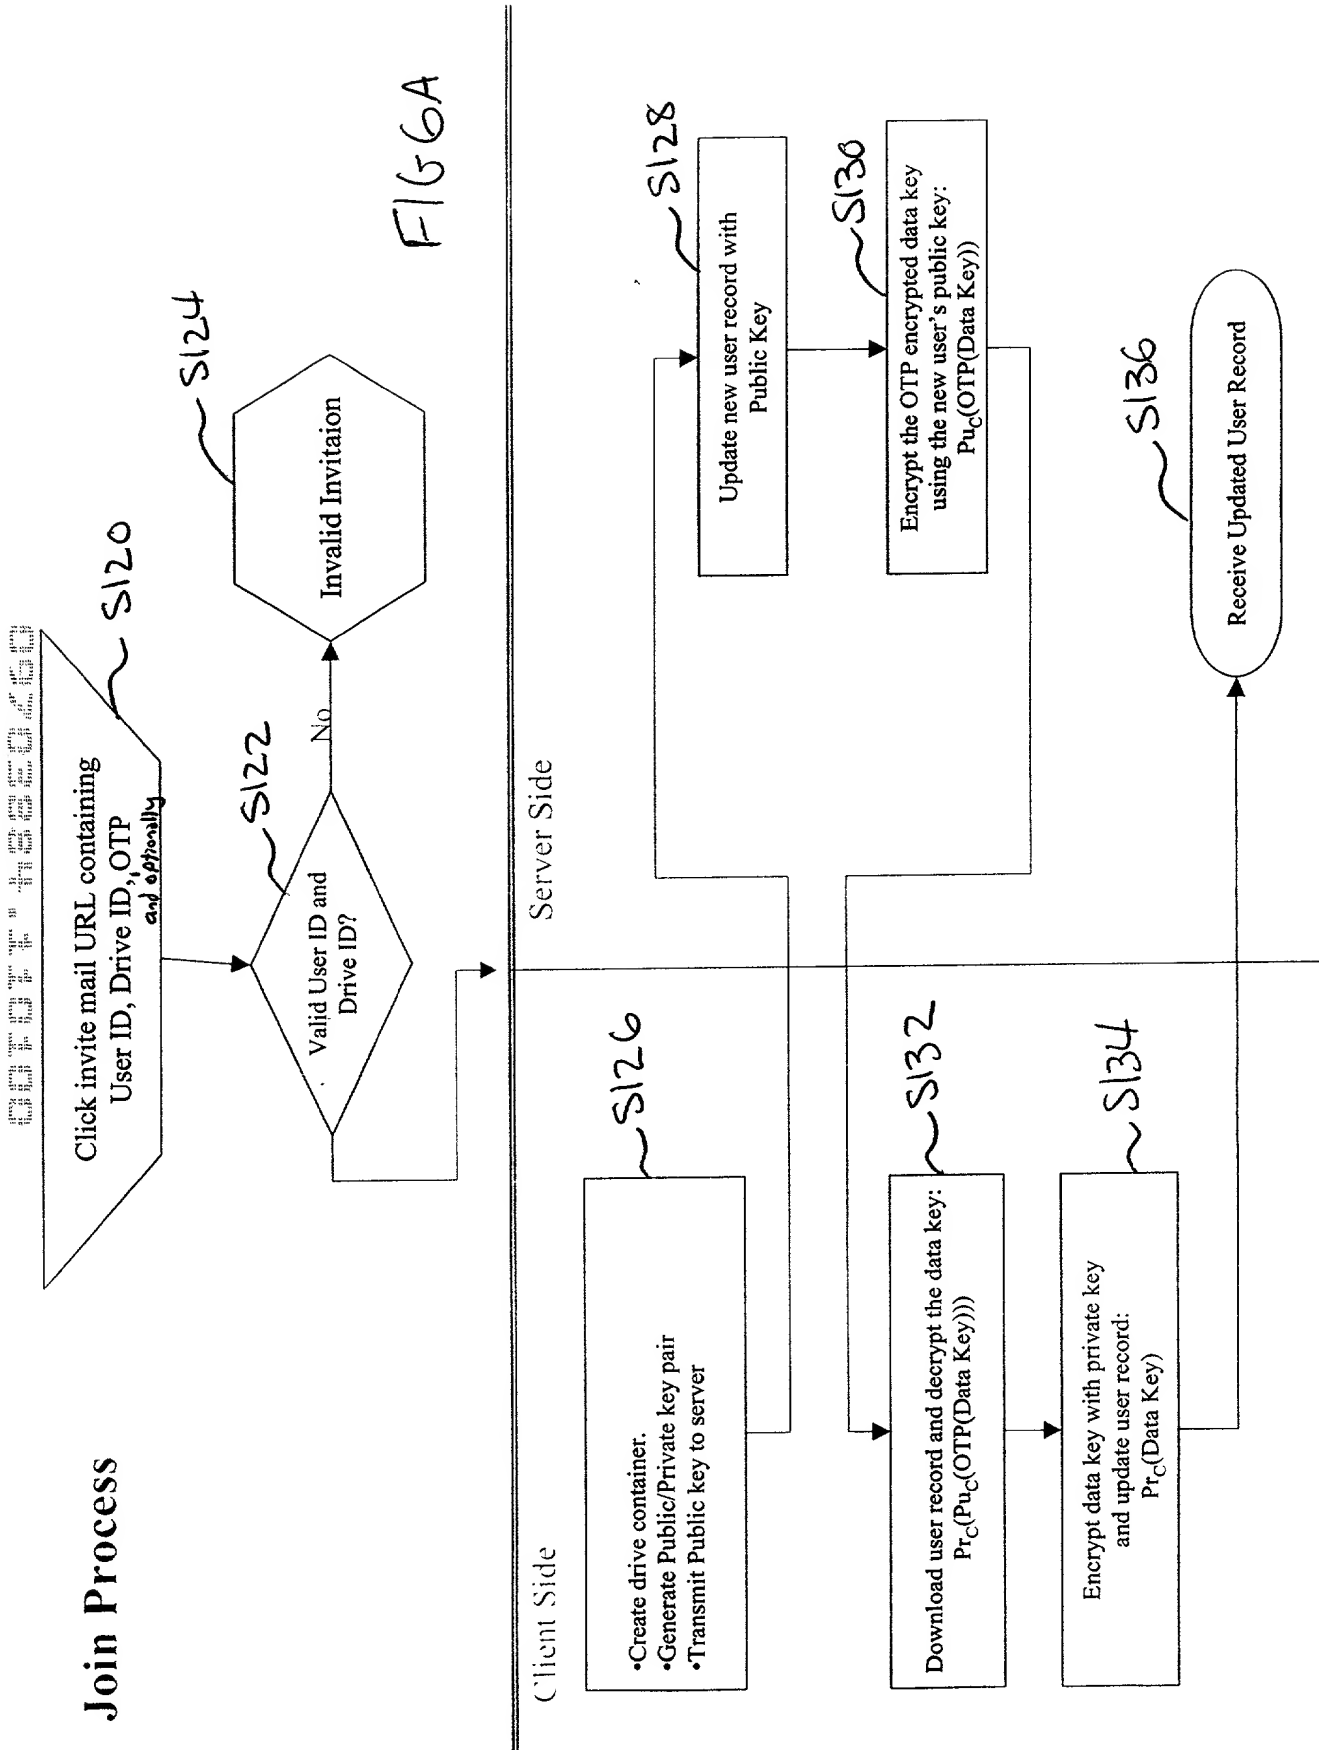 Join Process
Click invite mail URL containing
User ID, Drive ID, OTP
and optionally
S120
Valid User ID and
Drive ID?
S122
No
Invalid Invitaion
S124
FIG 6A
Client Side
Server Side
•Create drive container.
•Generate Public/Private key pair
•Transmit Public key to server
S126
Update new user record with
Public Key
S128
Encrypt the OTP encrypted data key
using the new user's public key:
Pu_C(OTP(Data Key))
S130
Download user record and decrypt the data key:
Pr_C(Pu_C(OTP(Data Key)))
S132
Encrypt data key with private key
and update user record:
Pr_C(Data Key)
S134
Receive Updated User Record
S136